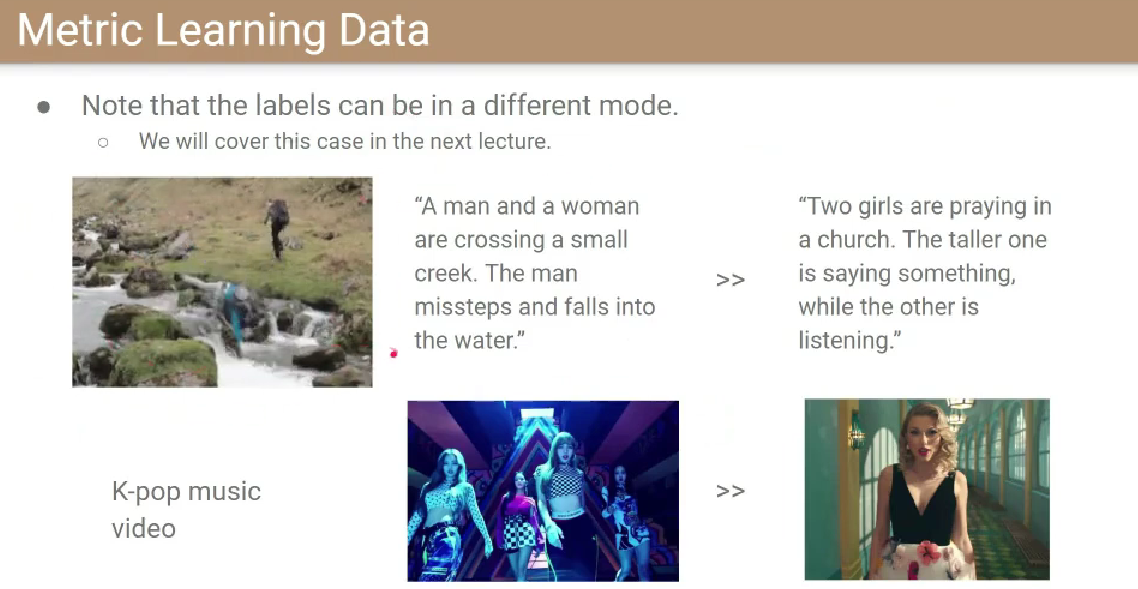 Metric Learning Data
● Note that the labels can be in a different mode.
○ We will cover this case in the next lecture.
“A man and a woman
are crossing a small
creek. The man
missteps and falls into
the water.”
>>
“Two girls are praying in
a church. The taller one
is saying something,
while the other is
listening.”
K-pop music
video
>>